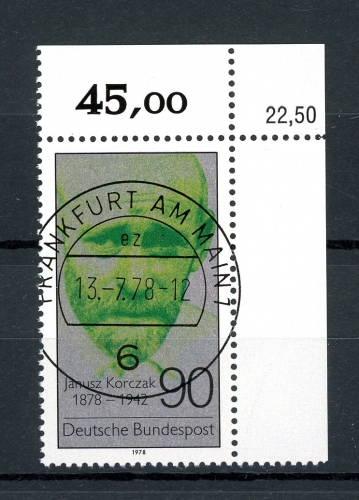 45,00
22,50
FRANKFURT AM MAIN 1
ez
13.-7.78-12
6
Janusz Korczak
1878 – 1942
90
Deutsche Bundespost
1978